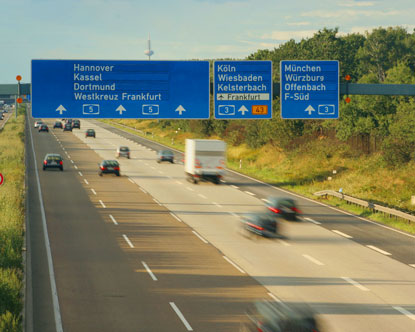 Hannover
Kassel
Dortmund
Westkreuz Frankfurt
5
5
Köln
Wiesbaden
Kelsterbach
Frankfurt
3
43
München
Würzburg
Offenbach
F-Süd
3